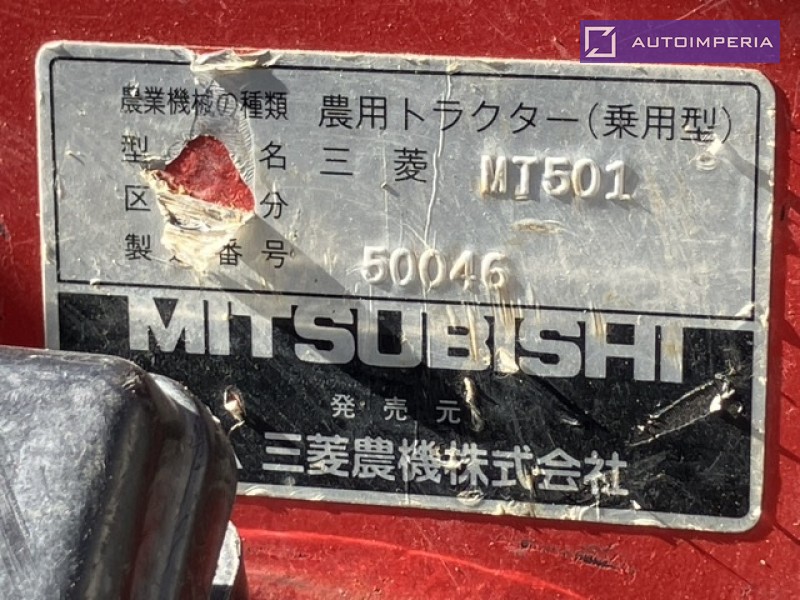 AUTOIMPERIA
農業機械の種類 農用トラクター(乗用型)
型 名 三菱 MT501
区 分
製 番号 50046
MITSUBISHI
発売元
三菱農機株式会社